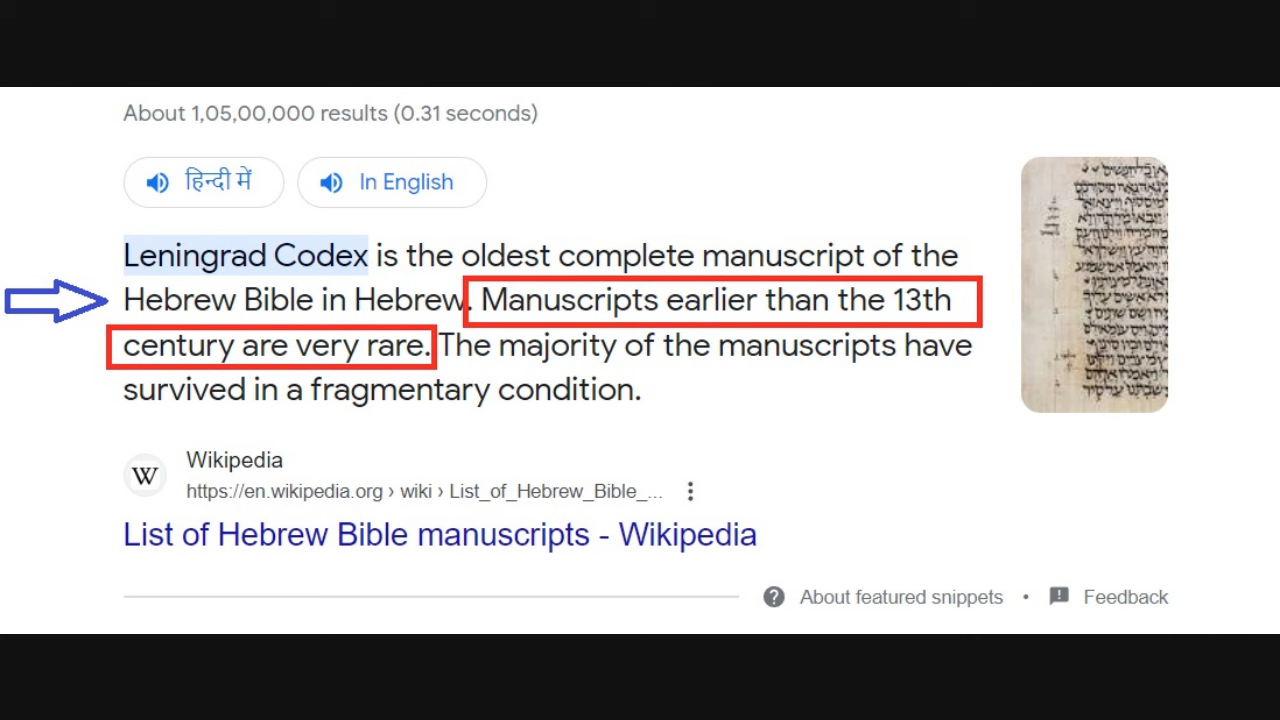 About 1,05,00,000 results (0.31 seconds)
हिन्दी में
In English
Leningrad Codex is the oldest complete manuscript of the
Hebrew Bible in Hebrew. Manuscripts earlier than the 13th
century are very rare. The majority of the manuscripts have
survived in a fragmentary condition.
W
Wikipedia
https://en.wikipedia.org › wiki › List_of_Hebrew_Bible_...
List of Hebrew Bible manuscripts - Wikipedia
About featured snippets • Feedback